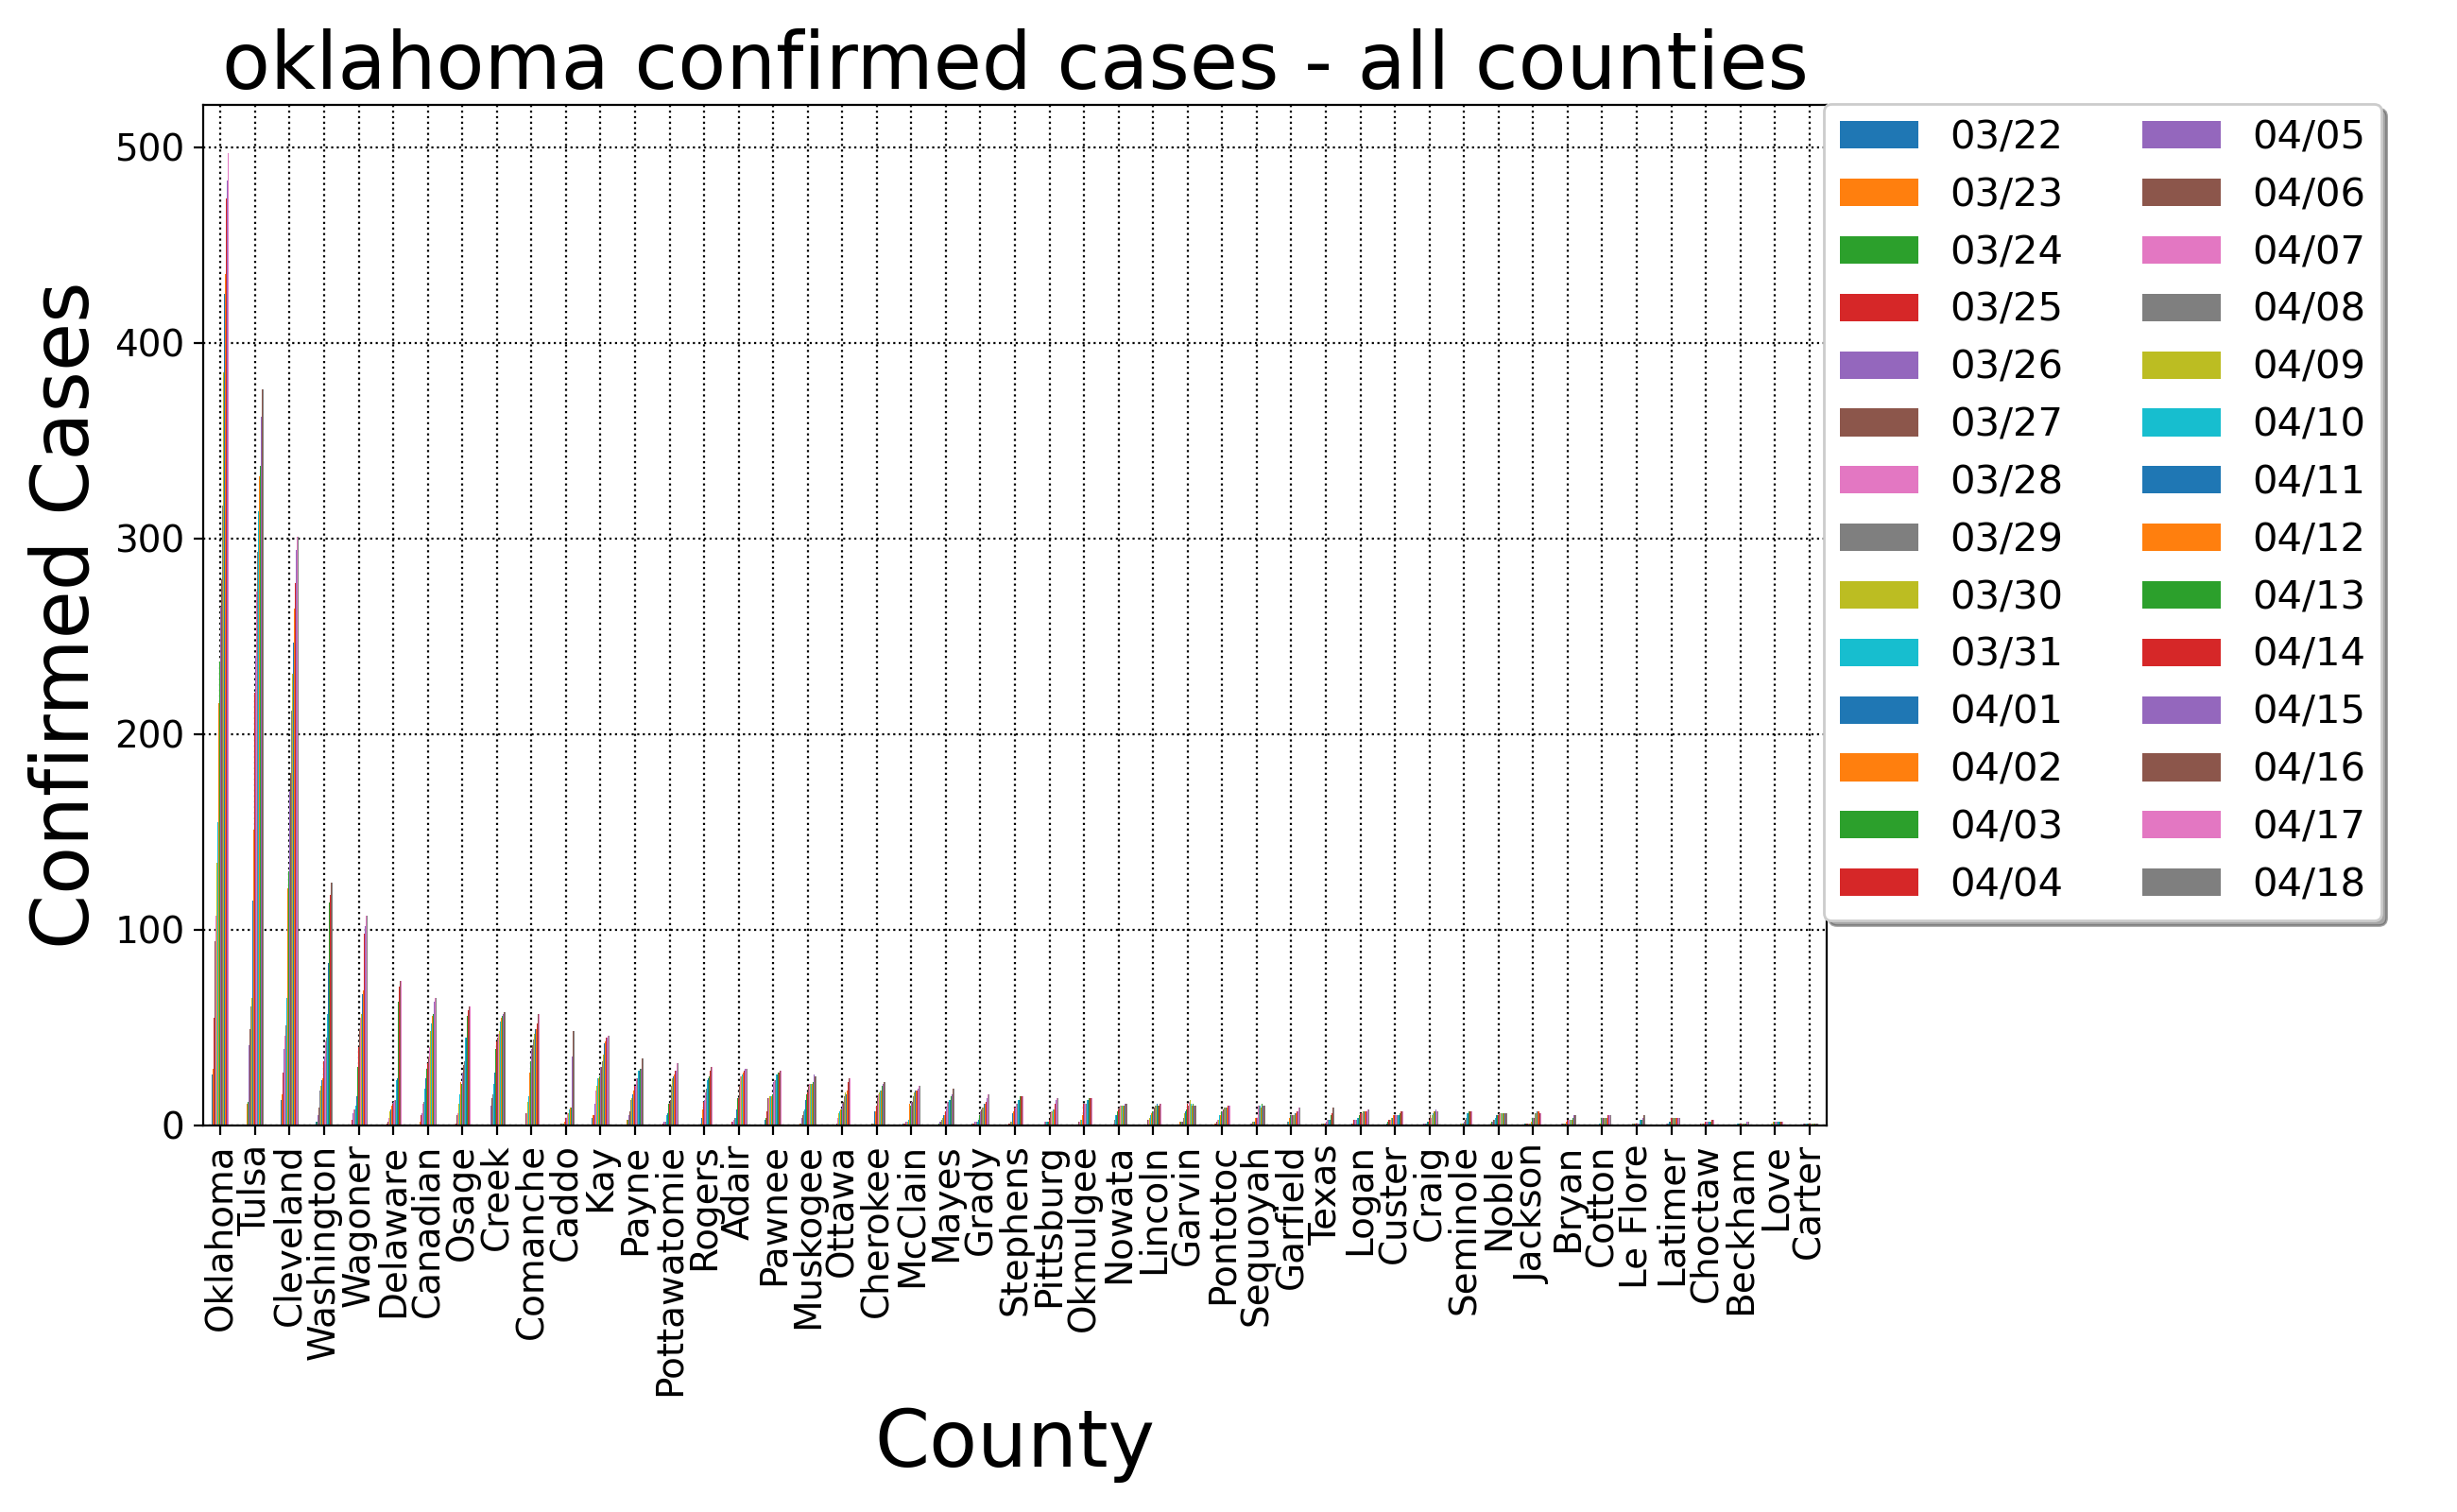 oklahoma confirmed cases - all counties
Confirmed Cases
500
400
300
200
100
0
03/22
03/23
03/24
03/25
03/26
03/27
03/28
03/29
03/30
03/31
04/01
04/02
04/03
04/04
04/05
04/06
04/07
04/08
04/09
04/10
04/11
04/12
04/13
04/14
04/15
04/16
04/17
04/18
Oklahoma
Tulsa
Cleveland
Washington
Wagoner
Delaware
Canadian
Osage
Creek
Comanche
Caddo
Kay
Payne
Pottawatomie
Rogers
Adair
Pawnee
Muskogee
Ottawa
Cherokee
McClain
Mayes
Grady
Stephens
Pittsburg
Okmulgee
Nowata
Lincoln
Garvin
Pontotoc
Sequoyah
Garfield
Texas
Logan
Custer
Craig
Seminole
Noble
Jackson
Bryan
Cotton
Le Flore
Latimer
Choctaw
Beckham
Love
Carter
County